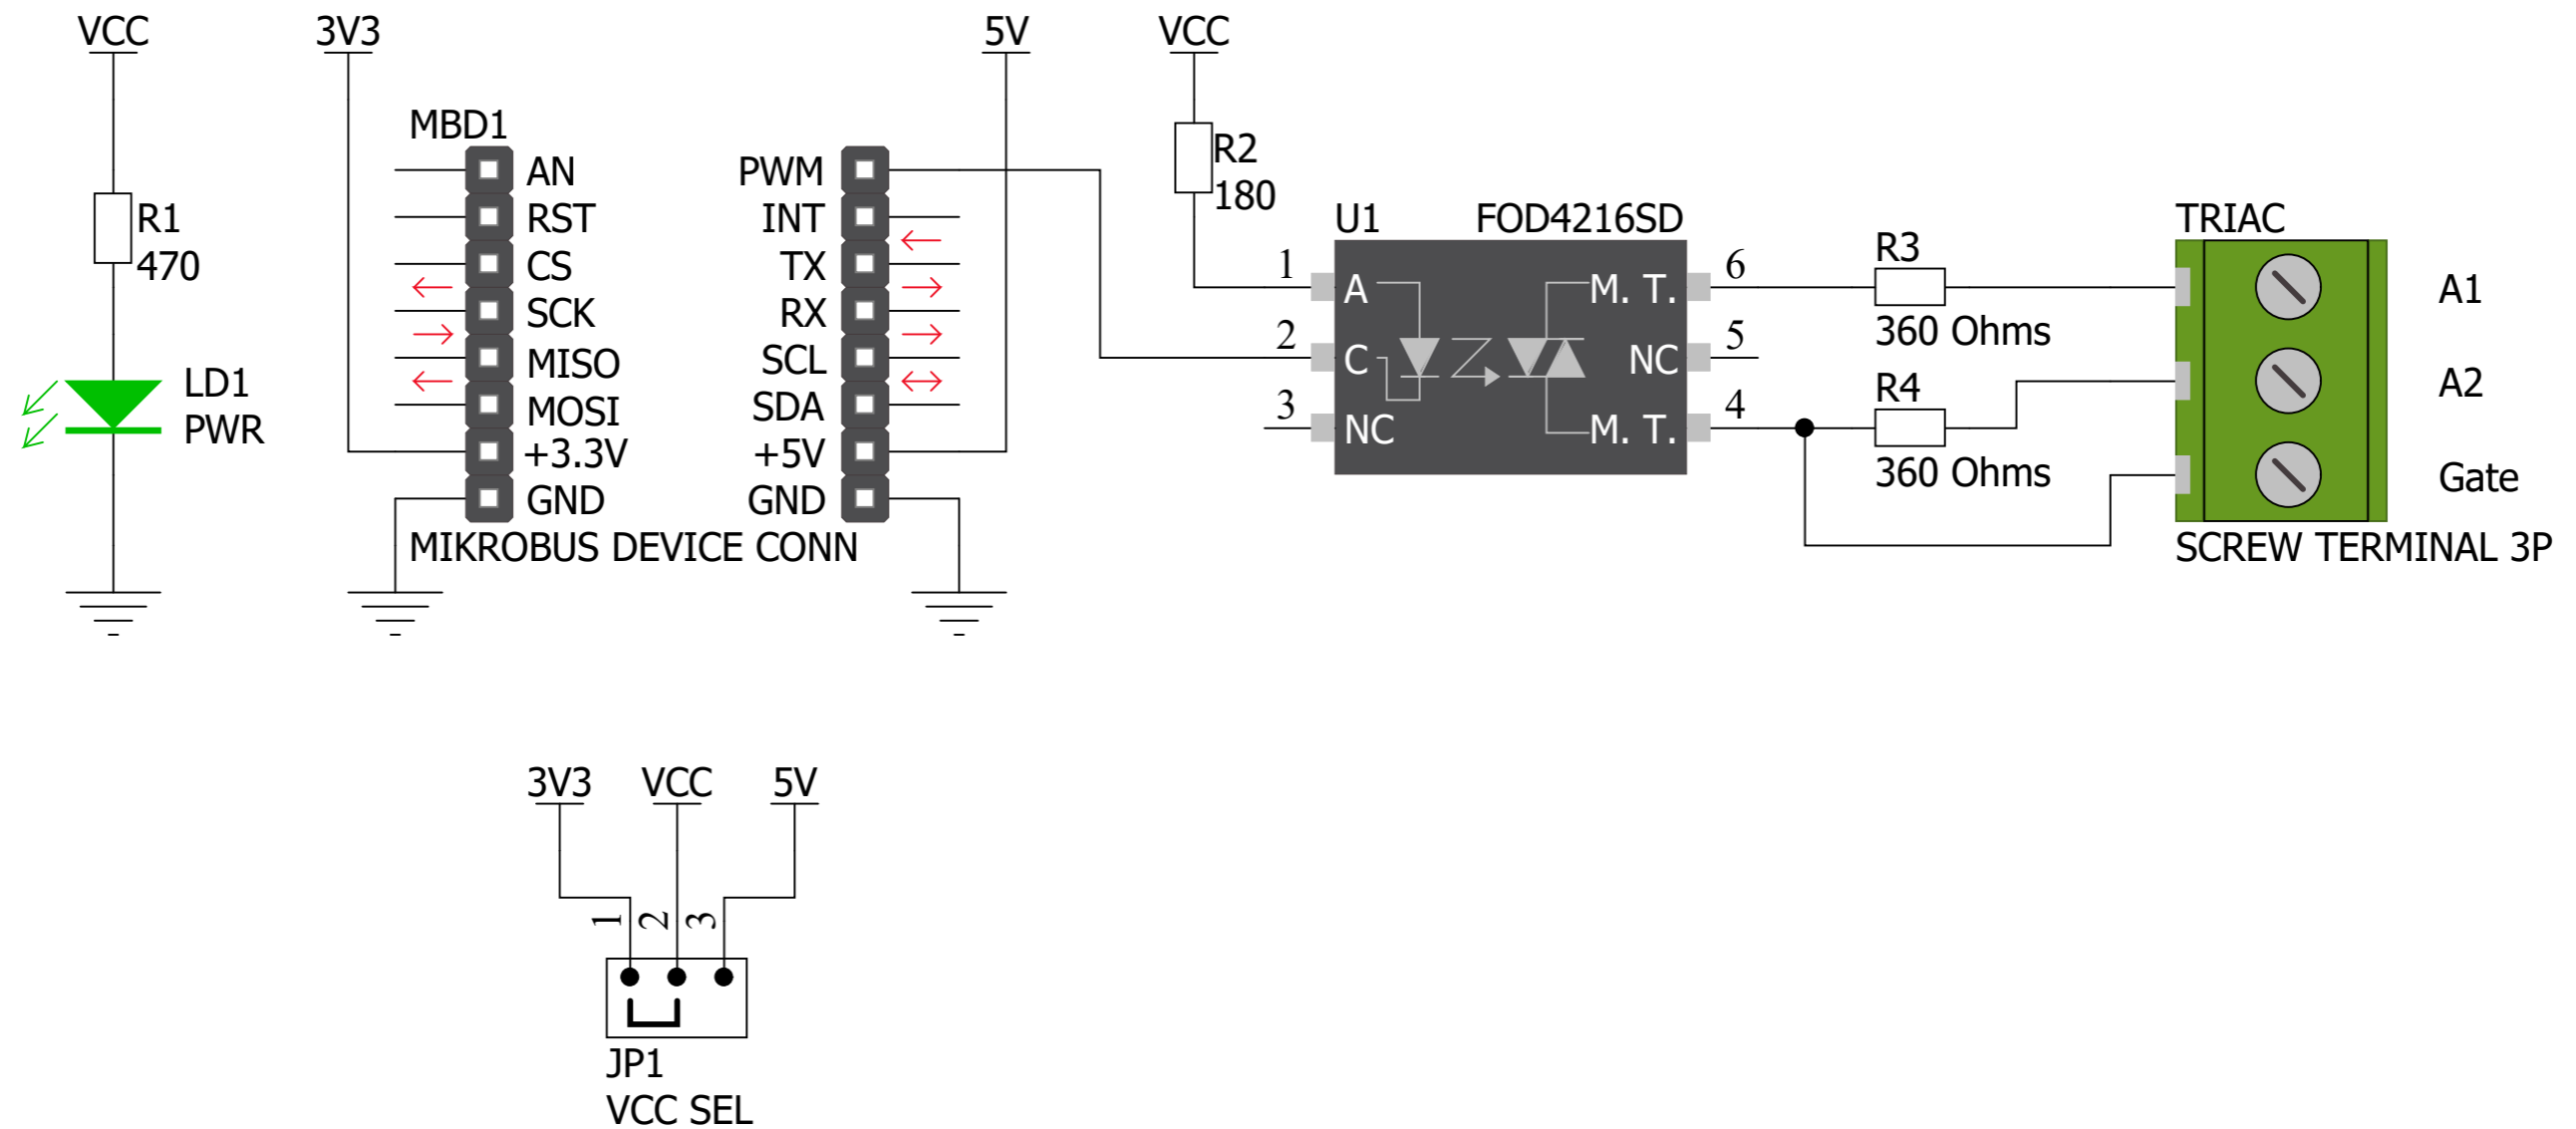 VCC
3V3
5V
VCC
MBD1
R1
470
LD1
PWR
AN
RST
CS
SCK
MISO
MOSI
+3.3V
GND
PWM
INT
TX
RX
SCL
SDA
+5V
GND
MIKROBUS DEVICE CONN
R2
180
U1
FOD4216SD
1
2
3
A
C
NC
M. T.
NC
M. T.
6
5
4
R3
360 Ohms
R4
360 Ohms
TRIAC
A1
A2
Gate
SCREW TERMINAL 3P
3V3
VCC
5V
1
2
3
JP1
VCC SEL